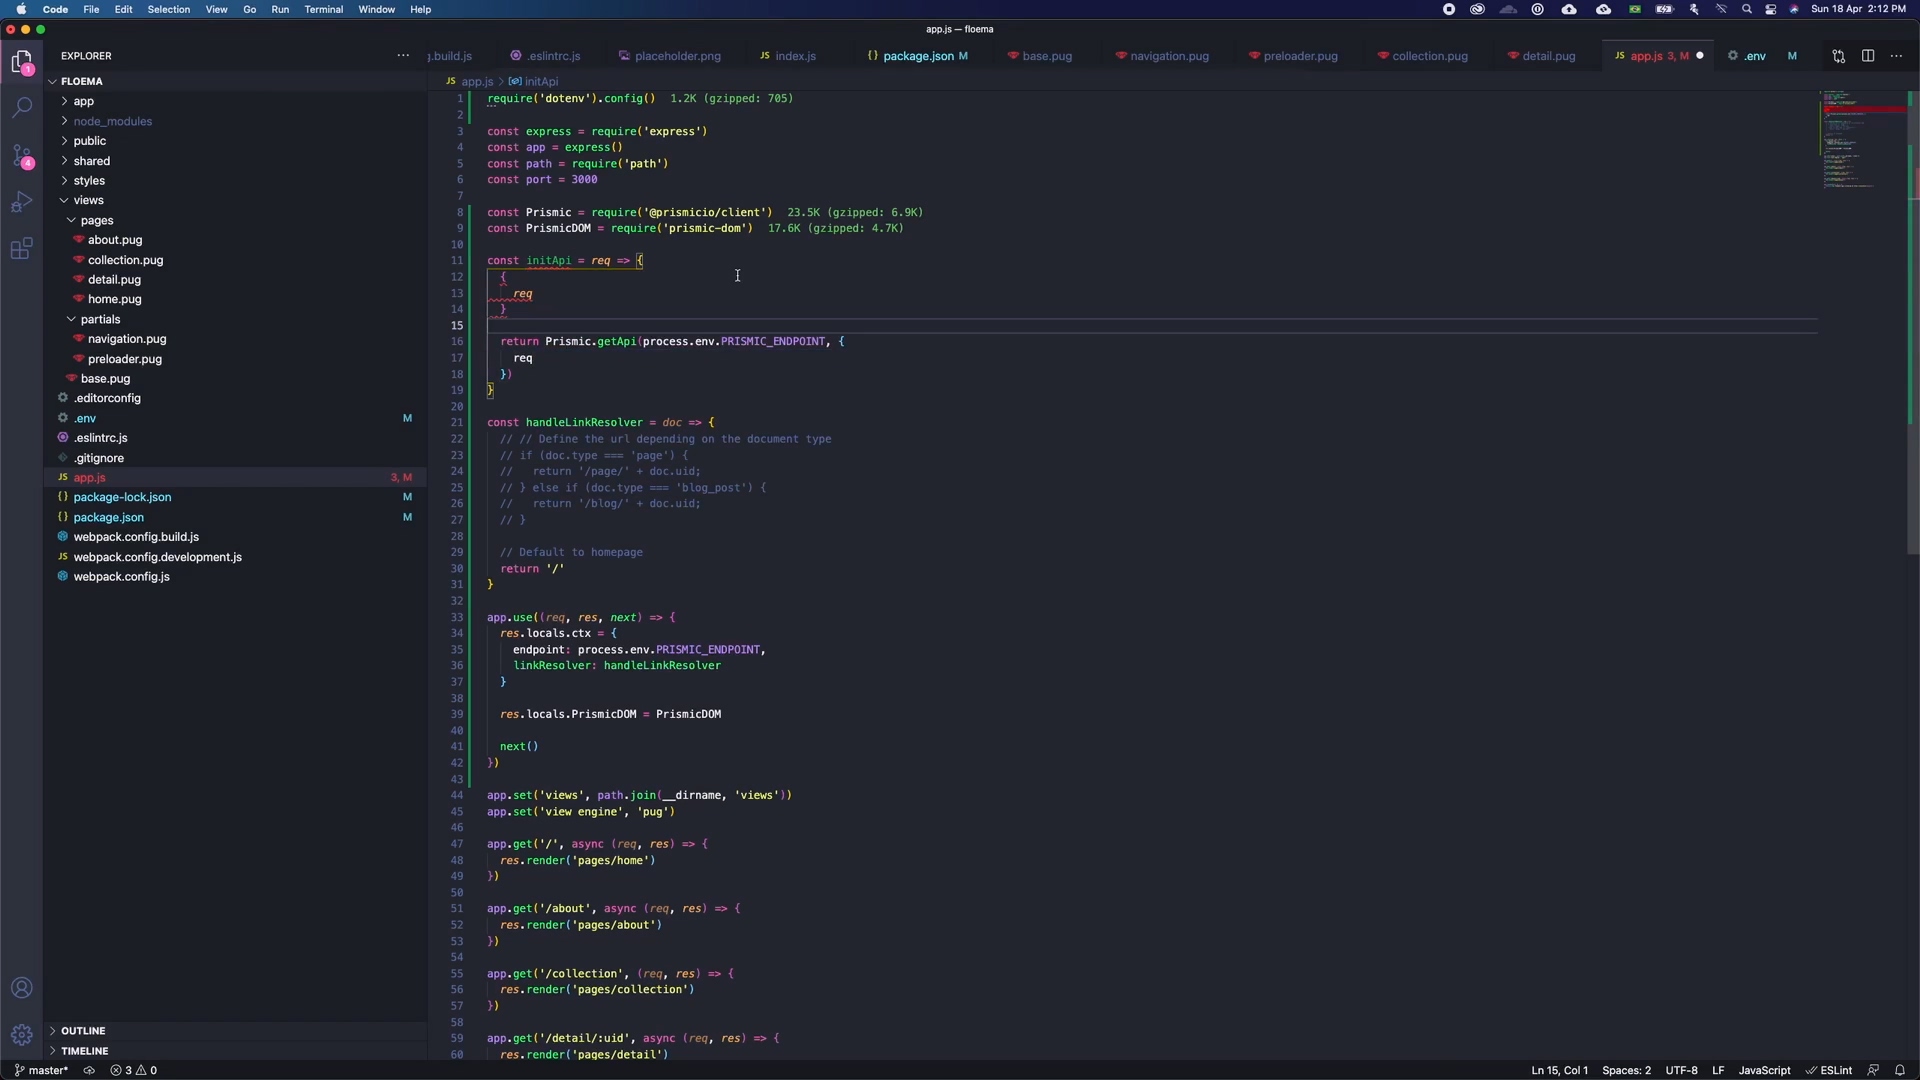 Code File Edit Selection View Go Run Terminal Window Help Sun 18 Apr 2:12 PM
app.js — floema
EXPLORER
g.build.js .eslintrc.js placeholder.png JS index.js {} package.json M base.pug navigation.pug preloader.png collection.pug detail.pug JS app.js 3, M .env M
FLOEMA
app
node_modules
public
shared
styles
views
pages
about.pug
collection.pug
detail.pug
home.pug
partials
navigation.pug
preloader.pug
base.pug
.editorconfig
.env M
.eslintrc.js
.gitignore
JS app.js 3, M
{} package-lock.json M
{} package.json M
webpack.config.build.js
JS webpack.config.development.js
webpack.config.js
OUTLINE
TIMELINE
JS app.js > initApi
1 require('dotenv').config() 1.2K (gzipped: 705)
2
3 const express = require('express')
4 const app = express()
5 const path = require('path')
6 const port = 3000
7
8 const Prismic = require('@prismicio/client') 23.5K (gzipped: 6.9K)
9 const PrismicDOM = require('prismic-dom') 17.6K (gzipped: 4.7K)
10
11 const initApi = req => {
12 {
13 req
14 }
15
16 return Prismic.getApi(process.env.PRISMIC_ENDPOINT, {
17 req
18 })
19 }
20
21 const handleLinkResolver = doc => {
22 // // Define the url depending on the document type
23 // if (doc.type === 'page') {
24 // return '/page/' + doc.uid;
25 // } else if (doc.type === 'blog_post') {
26 // return '/blog/' + doc.uid;
27 // }
28
29 // Default to homepage
30 return '/'
31 }
32
33 app.use((req, res, next) => {
34 res.locals.ctx = {
35 endpoint: process.env.PRISMIC_ENDPOINT,
36 linkResolver: handleLinkResolver
37 }
38
39 res.locals.PrismicDOM = PrismicDOM
40
41 next()
42 })
43
44 app.set('views', path.join(__dirname, 'views'))
45 app.set('view engine', 'pug')
46
47 app.get('/', async (req, res) => {
48 res.render('pages/home')
49 })
50
51 app.get('/about', async (req, res) => {
52 res.render('pages/about')
53 })
54
55 app.get('/collection', (req, res) => {
56 res.render('pages/collection')
57 })
58
59 app.get('/detail/:uid', async (req, res) => {
60 res.render('pages/detail')
1
4
master* 3 0 Ln 15, Col 1 Spaces: 2 UTF-8 LF JavaScript ESLint